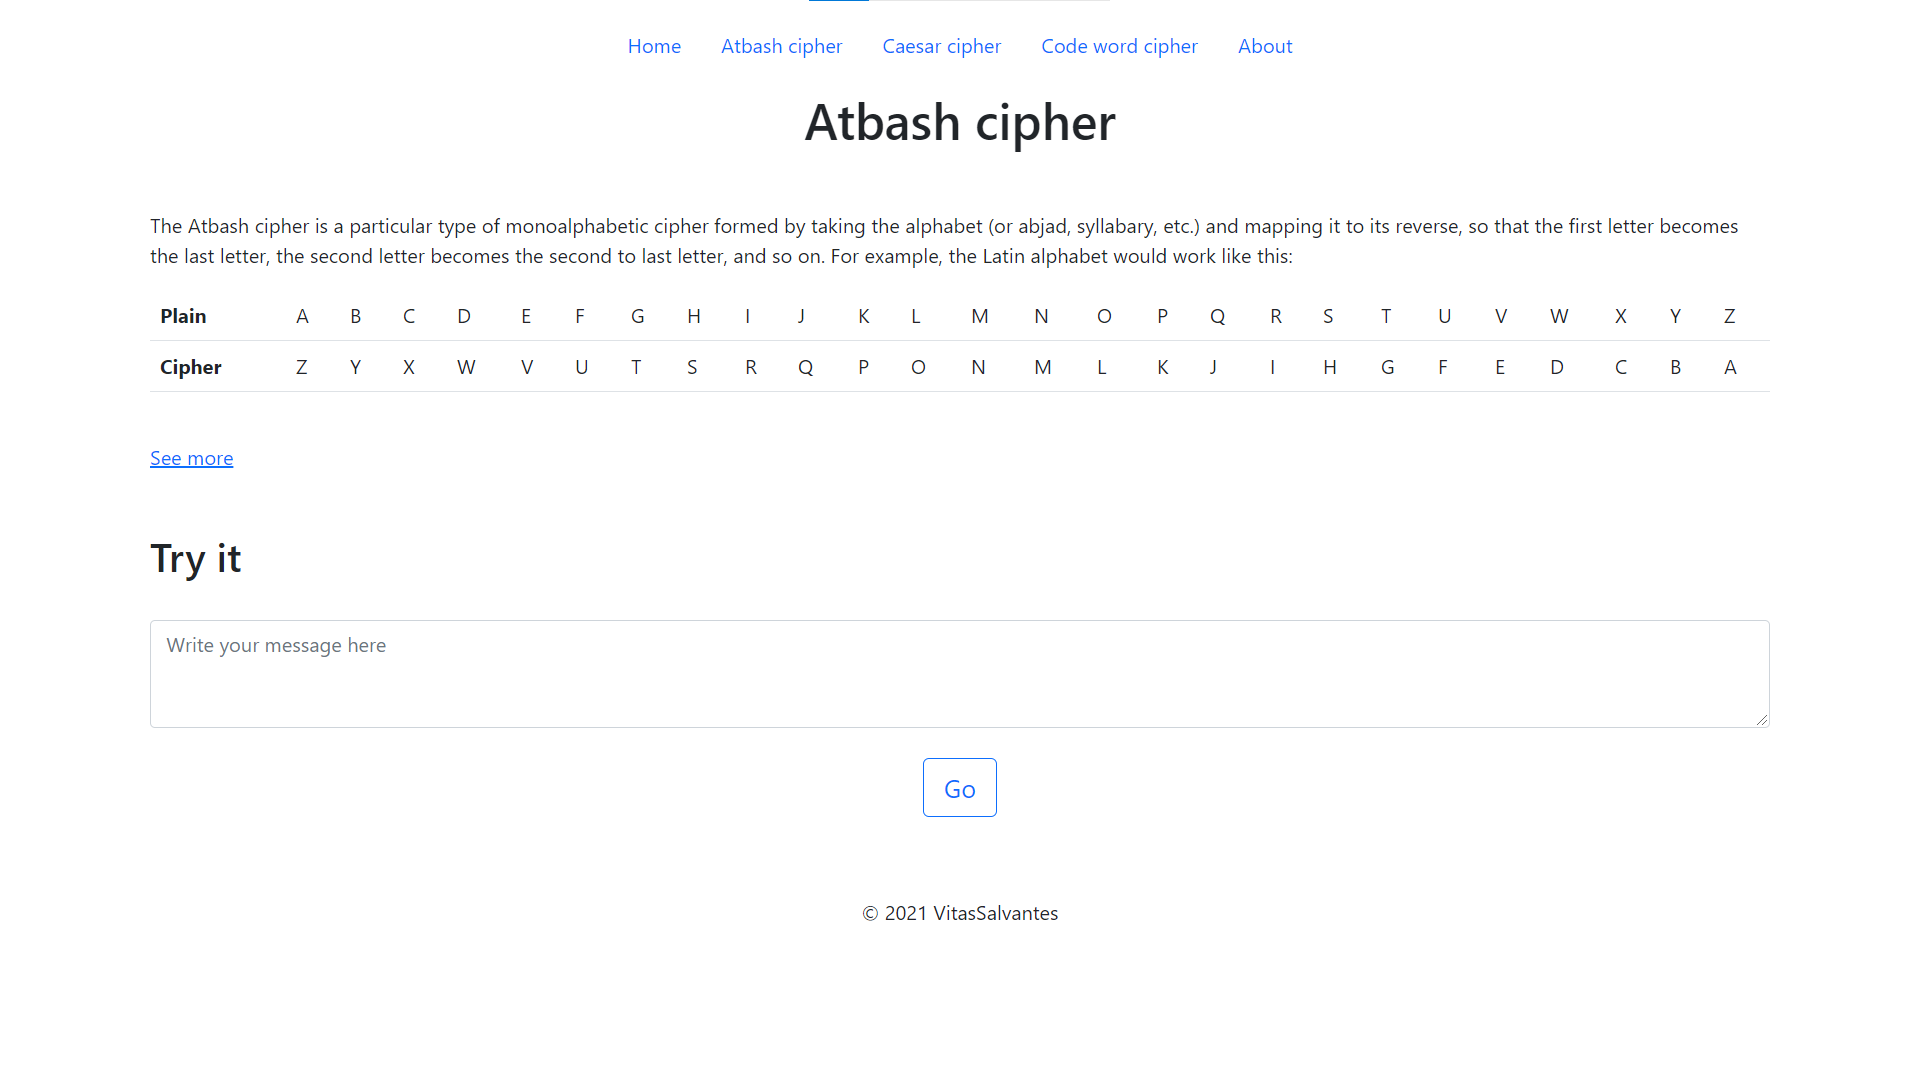 Home Atbash cipher Caesar cipher Code word cipher About
Atbash cipher
The Atbash cipher is a particular type of monoalphabetic cipher formed by taking the alphabet (or abjad, syllabary, etc.) and mapping it to its reverse, so that the first letter becomes
the last letter, the second letter becomes the second to last letter, and so on. For example, the Latin alphabet would work like this:
Plain A B C D E F G H I J K L M N O P Q R S T U V W X Y Z
Cipher Z Y X W V U T S R Q P O N M L K J I H G F E D C B A
See more
Try it
Write your message here
Go
© 2021 VitasSalvantes